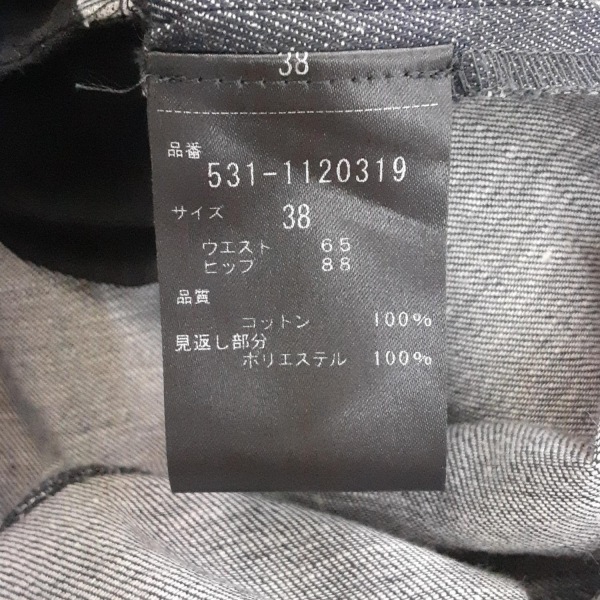 38
品番
531-1120319
サイズ 38
ウエスト 65
ヒップ 88
品質
コットン 100%
見返し部分
ポリエステル 100%